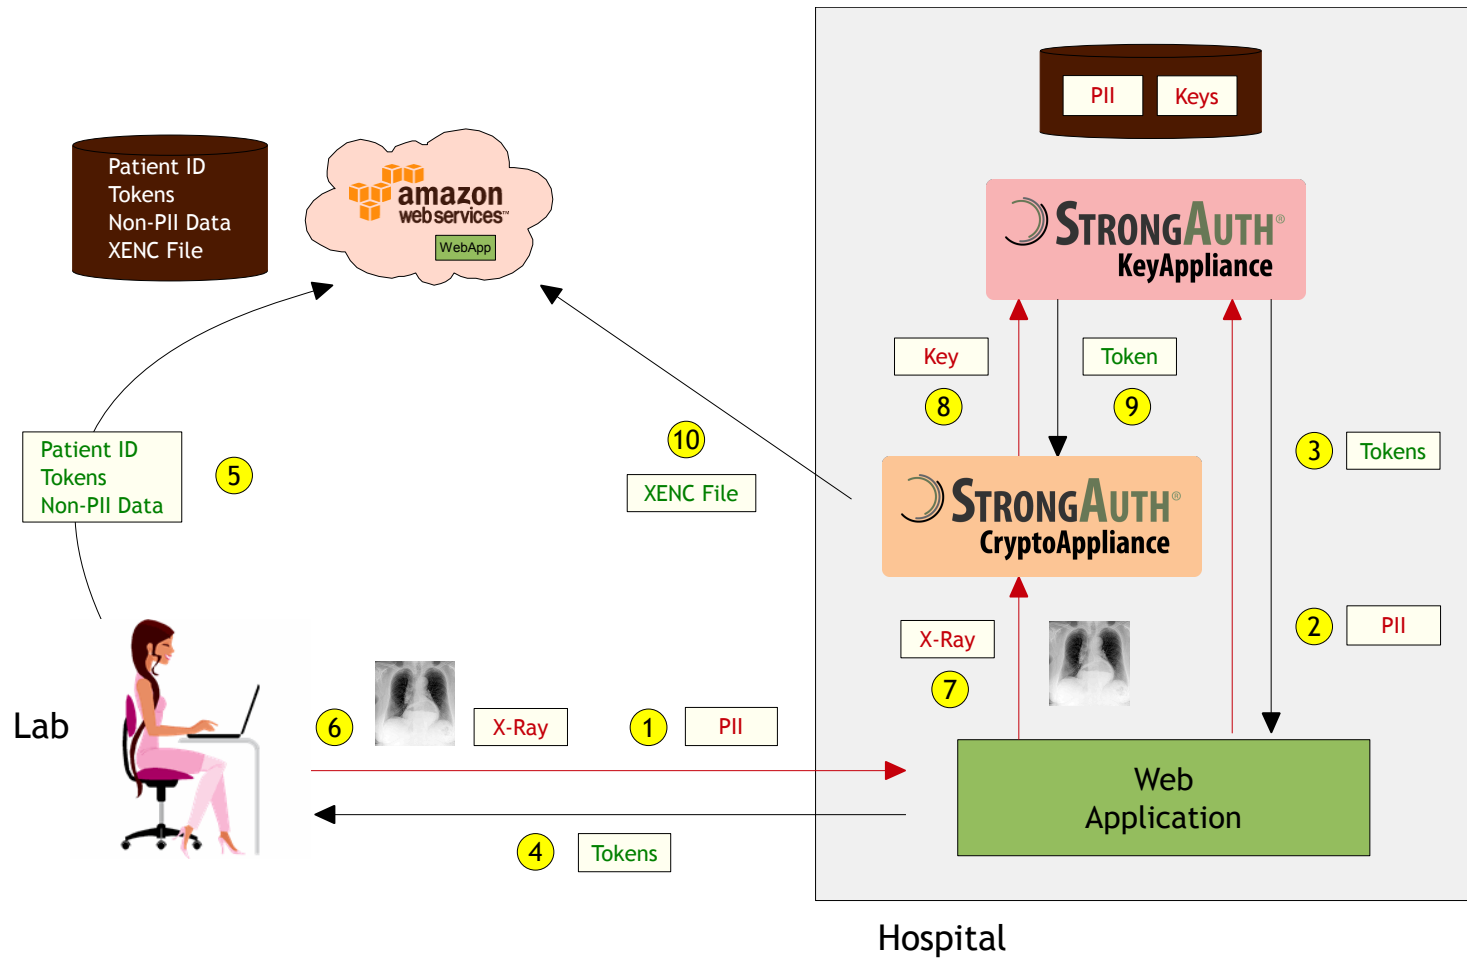 PII
Keys
Patient ID
Tokens
Non-PII Data
XENC File
amazon
webservices™
WebApp
STRONGAUTH®
KeyAppliance
Key
8
Token
9
10
XENC File
3
Tokens
Patient ID
Tokens
Non-PII Data
5
STRONGAUTH®
CryptoAppliance
X-Ray
7
2
PII
Lab
6
X-Ray
1
PII
Web
Application
4
Tokens
Hospital